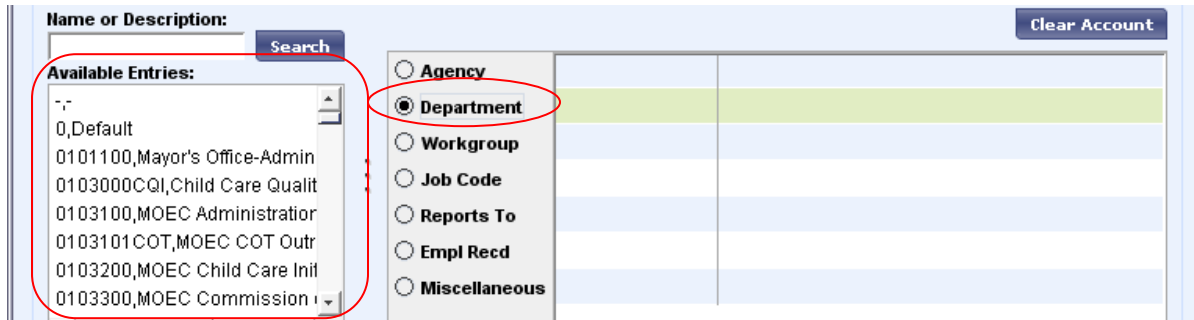 Name or Description:
Search
Clear Account
Available Entries:
-,-
0,Default
0101100,Mayor's Office-Admin
0103000CQI,Child Care Qualit
0103100,MOEC Administration
0103101COT,MOEC COT Outr
0103200,MOEC Child Care Init
0103300,MOEC Commission
Agency
Department
Workgroup
Job Code
Reports To
Empl Recd
Miscellaneous